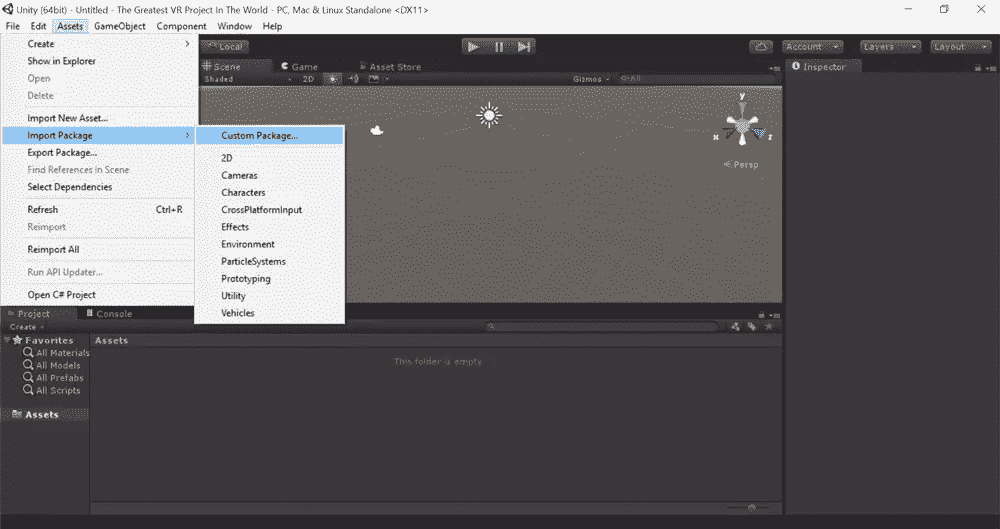 Unity (64bit) - Untitled - The Greatest VR Project In The World - PC, Mac & Linux Standalone <DX11>
File Edit Assets GameObject Component Window Help
Local
Account
Layers
Layout
Create
Show in Explorer
Open
Delete
Import New Asset...
Import Package
Export Package...
Find References In Scene
Select Dependencies
Refresh Ctrl+R
Reimport
Reimport All
Run API Updater...
Open C# Project
Custom Package...
2D
Cameras
Characters
CrossPlatformInput
Effects
Environment
ParticleSystems
Prototyping
Utility
Vehicles
Scene Game Asset Store
Shaded 2D Gizmos All
y
x z
Persp
Inspector
Project Console
Create
Favorites
All Materials
All Models
All Prefabs
All Scripts
Assets
Assets
This folder is empty